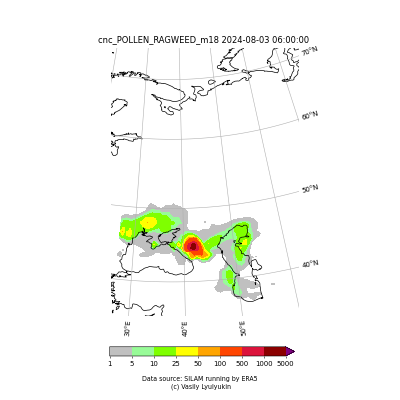 cnc_POLLEN_RAGWEED_m18 2024-08-03 06:00:00
70°N
60°N
50°N
40°N
30°E 40°E 50°E
1 5 10 25 50 100 500 1000 5000
Data source: SILAM running by ERA5
(c) Vasily Lyulyukin